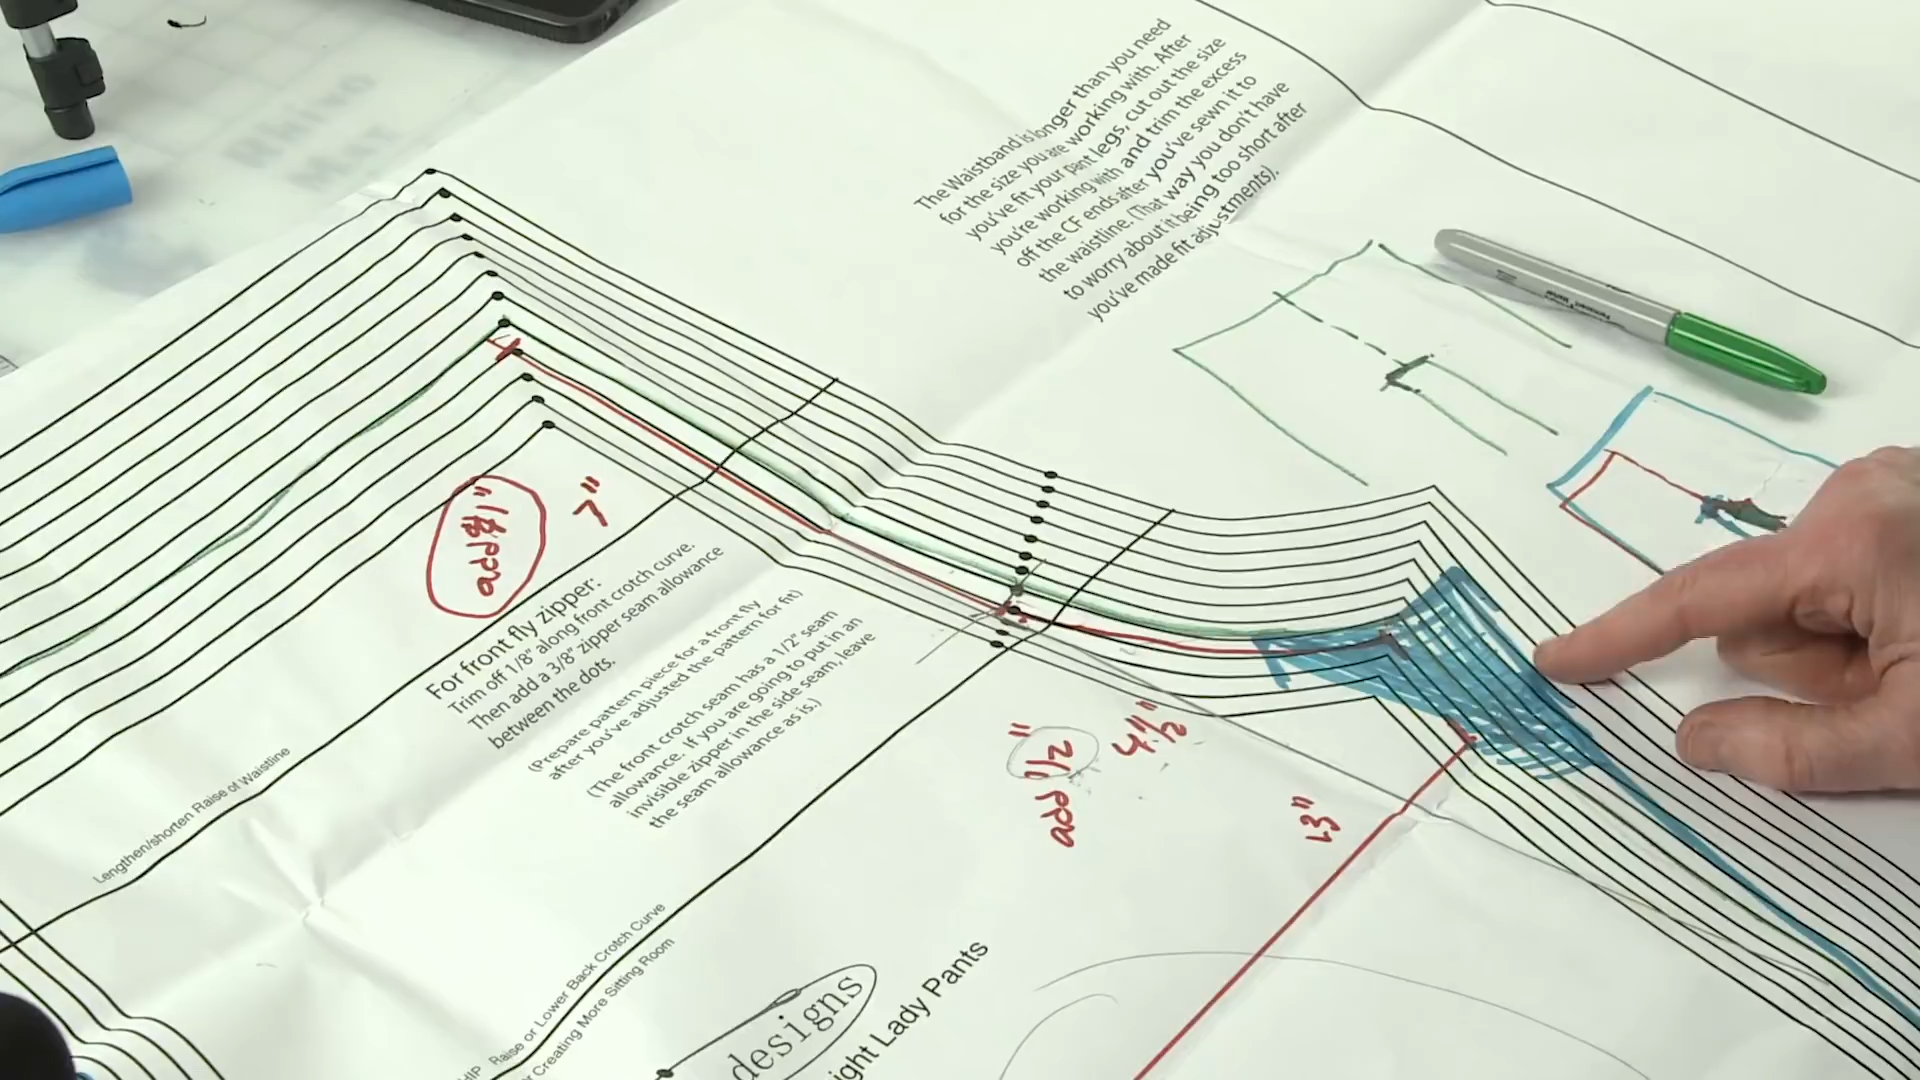 RHINO
MAT
The Waistband is longer than you need
for the size you are working with. After
you've fit your pant legs, cut out the size
you're working with and trim the excess
off the CF ends after you've sewn it to
the waistline. (That way you don't have
to worry about it being too short after
you've made fit adjustments).
4
add 1"
7"
For front fly zipper:
Trim off 1/8" along front crotch curve.
Then add a 3/8" zipper seam allowance
between the dots.
(Prepare pattern piece for a front fly
after you've adjusted the pattern for fit)
(The front crotch seam has a 1/2" seam
allowance. If you are going to put in an
invisible zipper in the side seam, leave
the seam allowance as is.)
add 1/2"
4 1/2"
13"
Lengthen/shorten Raise of Waistline
HIP Raise or Lower Back Crotch Curve
r Creating More Sitting Room
designs
ight Lady Pants